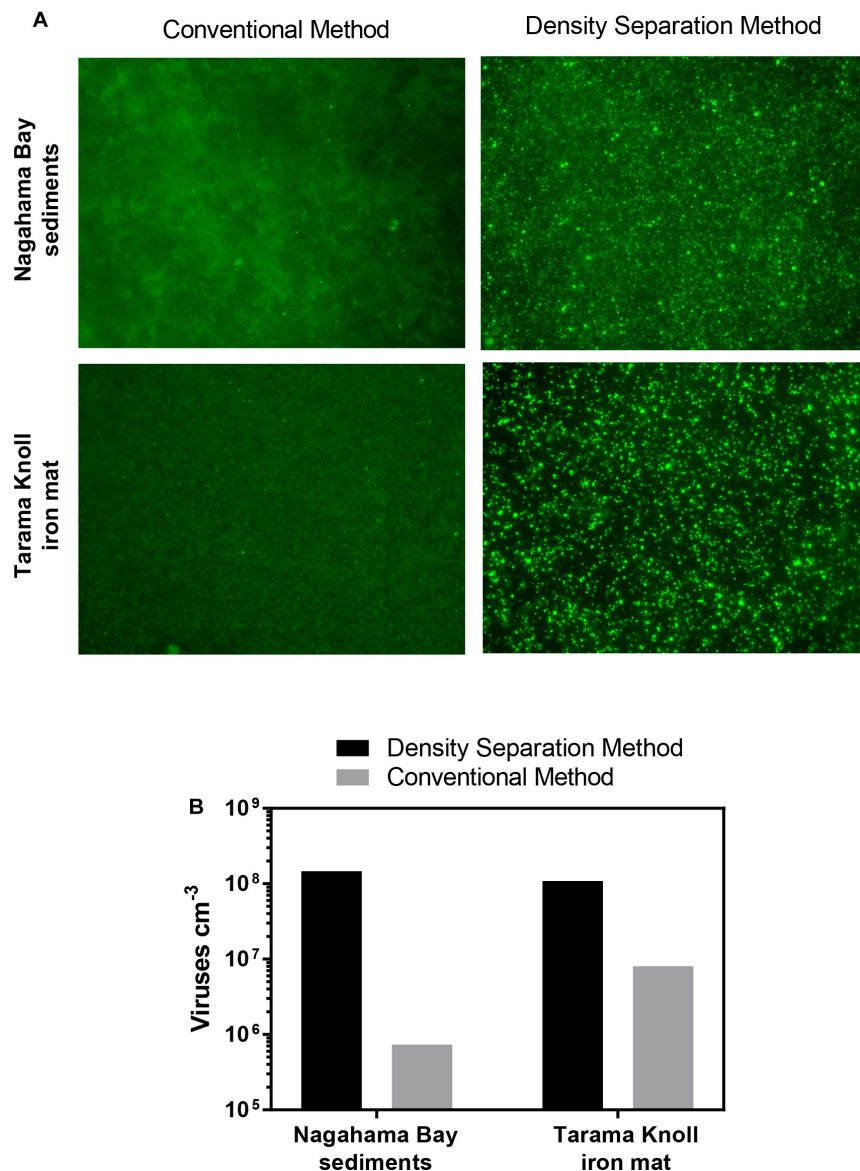 A
Conventional Method
Density Separation Method
Nagahama Bay
sediments
Tarama Knoll
iron mat
Density Separation Method
Conventional Method
B
Viruses cm⁻³
10⁹
10⁸
10⁷
10⁶
10⁵
Nagahama Bay
sediments
Tarama Knoll
iron mat